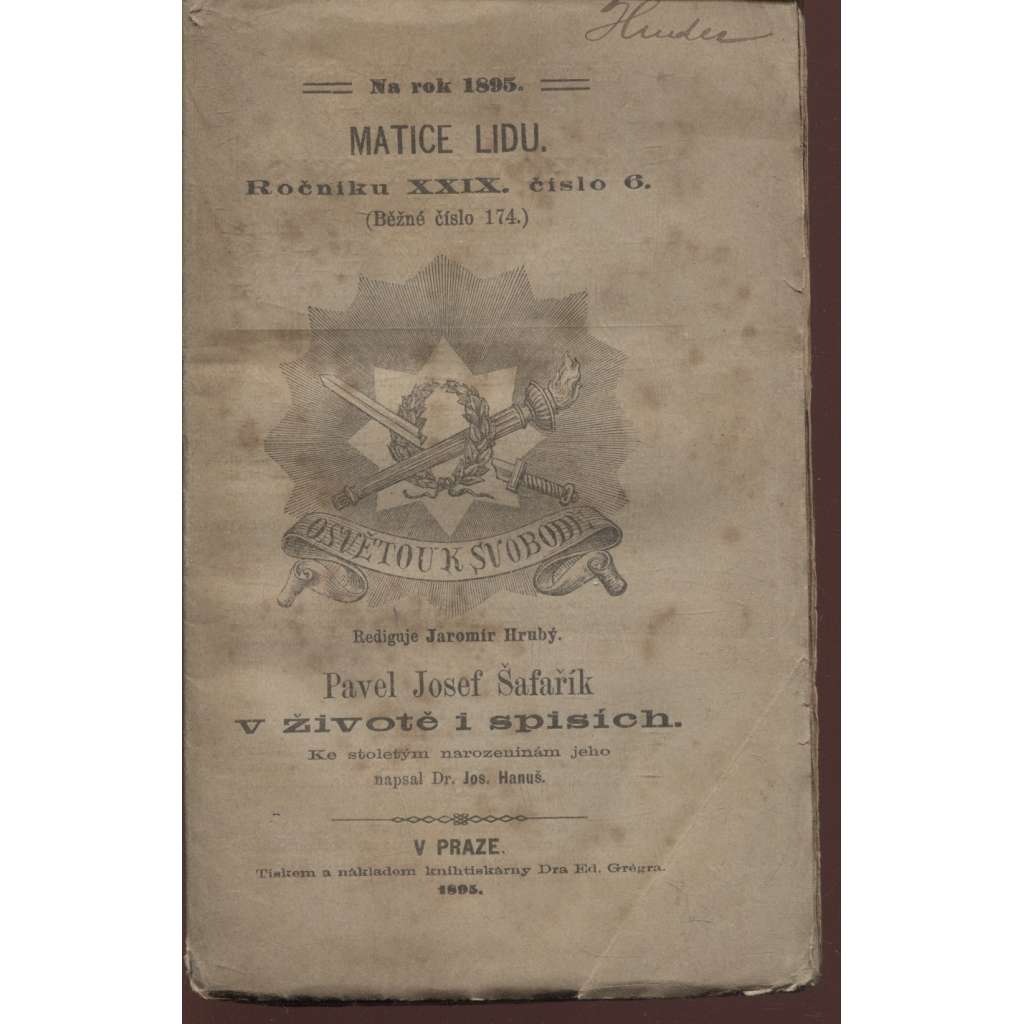 Na rok 1895.
MATICE LIDU.
Ročníku XXIX. číslo 6.
(Běžné číslo 174.)
OSVĚTOU K SVOBODĚ
Rediguje Jaromír Hrubý.
Pavel Josef Šafařík
v životě i spisích.
Ke stoletým narozeninám jeho
napsal Dr. Jos. Hanuš.
V PRAZE.
Tiskem a nákladem knihtiskárny Dra Ed. Grégra.
1895.